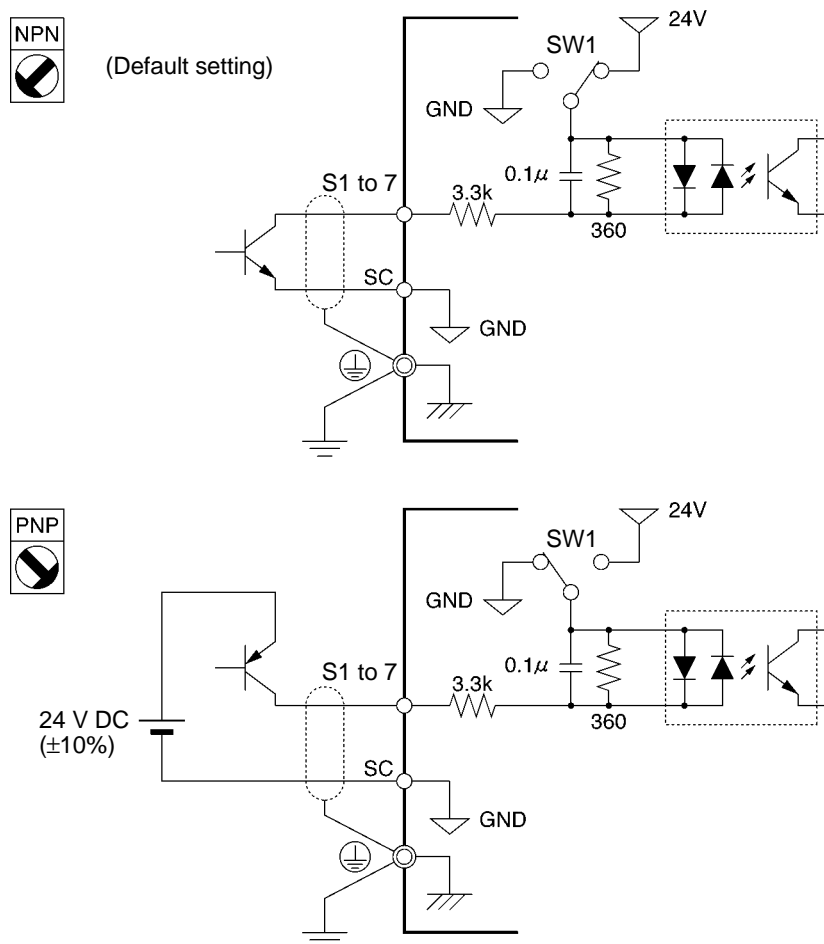 NPN
(Default setting)
24V
SW1
GND
S1 to 7
3.3k
0.1μ
360
SC
GND
PNP
24V
SW1
GND
S1 to 7
3.3k
0.1μ
360
24 V DC
(±10%)
SC
GND